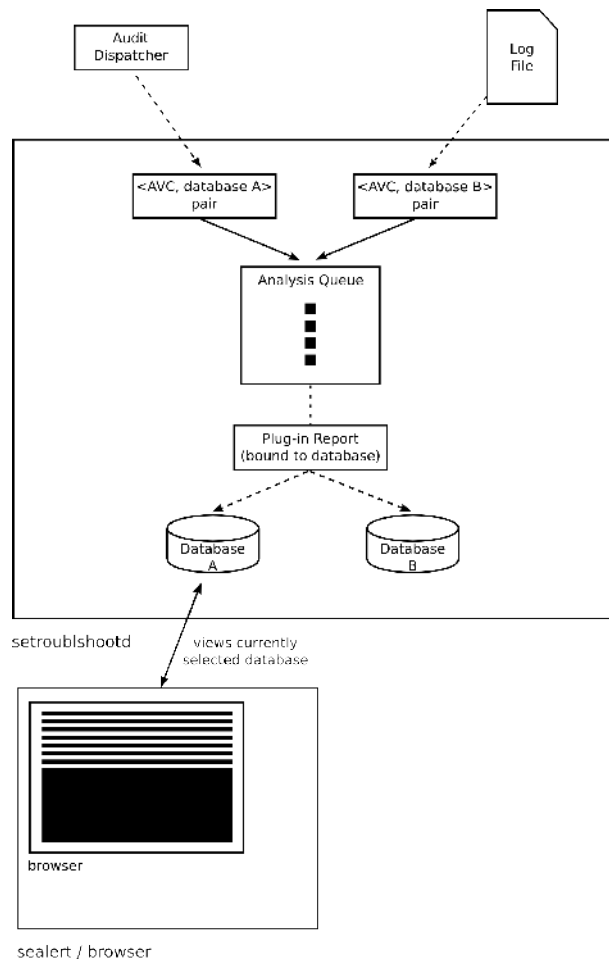 Audit
Dispatcher
Log
File
<AVC, database A>
pair
<AVC, database B>
pair
Analysis Queue
Plug-in Report
(bound to database)
Database
A
Database
B
setroublshootd
views currently
selected database
browser
sealert / browser